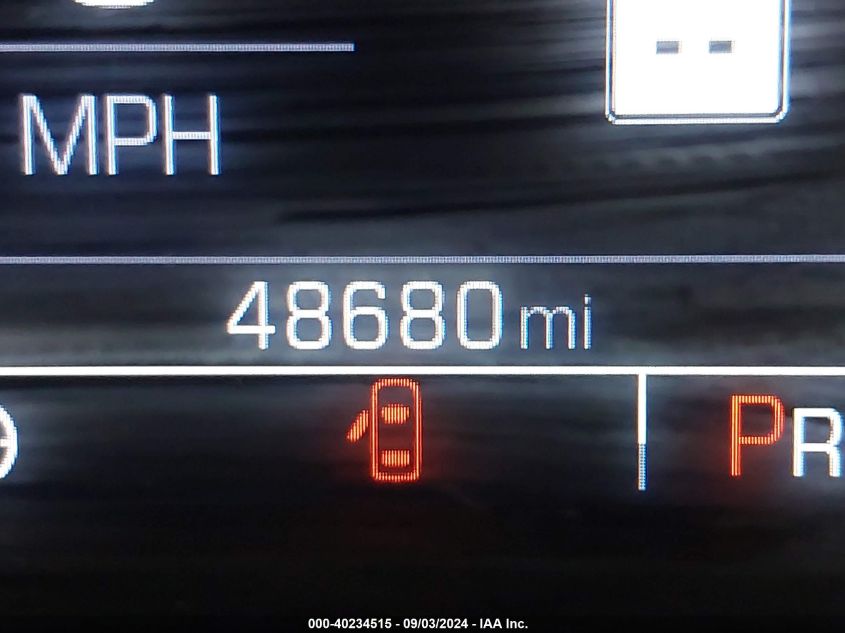 MPH
48680 mi
PR
000-40234515 - 09/03/2024 - IAA Inc.